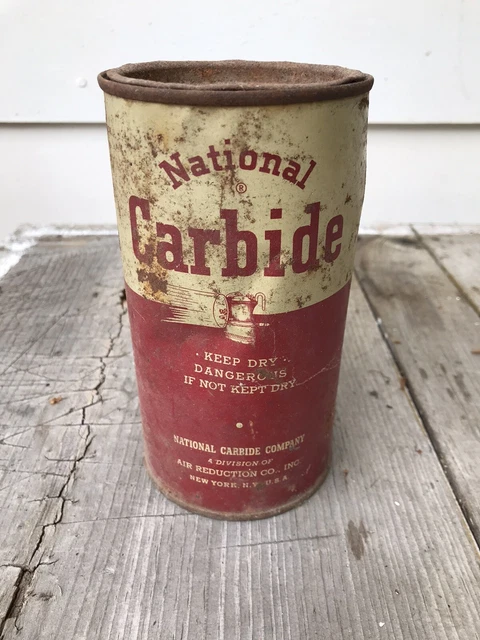 National
®
Carbide
KEEP DRY
DANGEROUS
IF NOT KEPT DRY
NATIONAL CARBIDE COMPANY
A DIVISION OF
AIR REDUCTION CO., INC
NEW YORK, N.Y., U.S.A